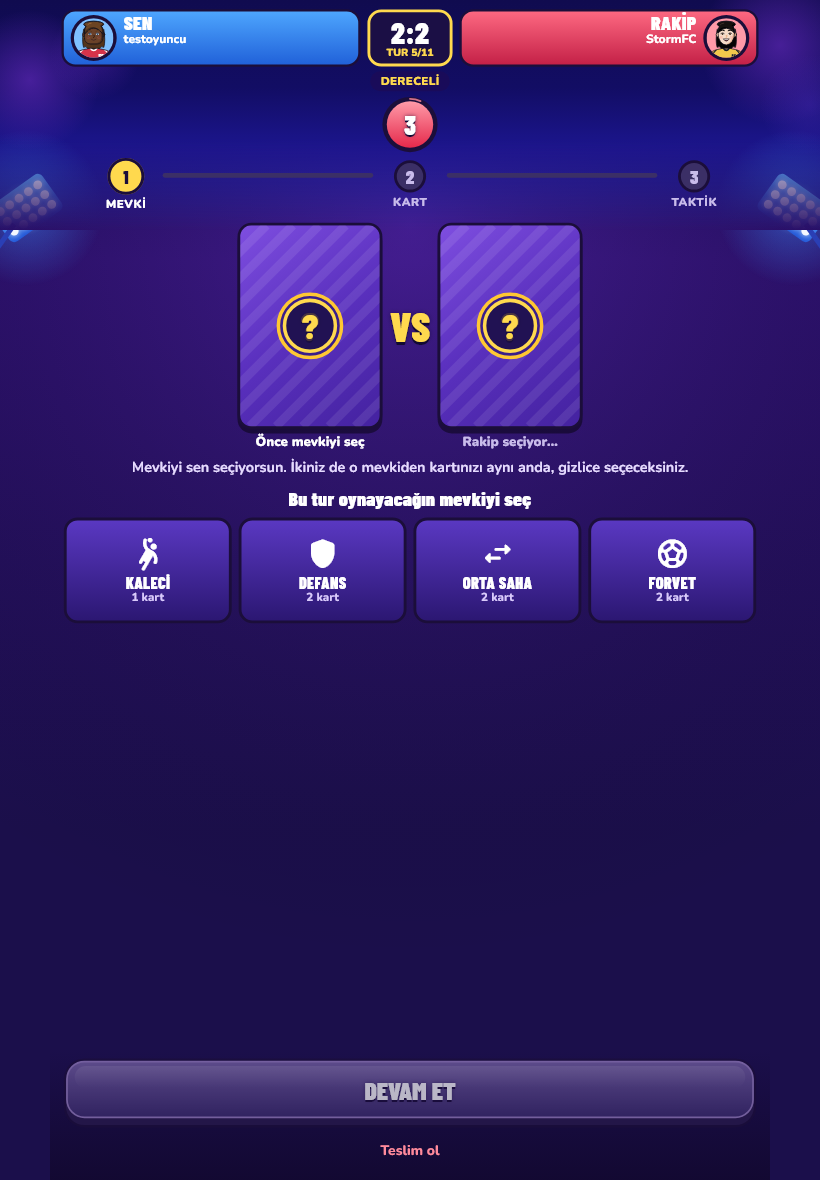 SEN
testoyuncu
2:2
TUR 5/11
RAKİP
StormFC
DERECELİ
3
1
MEVKİ
2
KART
3
TAKTİK
?
VS
?
Önce mevkiyi seç
Rakip seçiyor...
Mevkiyi sen seçiyorsun. İkiniz de o mevkiden kartınızı aynı anda, gizlice seçeceksiniz.
Bu tur oynayacağın mevkiyi seç
KALECİ
1 kart
DEFANS
2 kart
ORTA SAHA
2 kart
FORVET
2 kart
DEVAM ET
Teslim ol